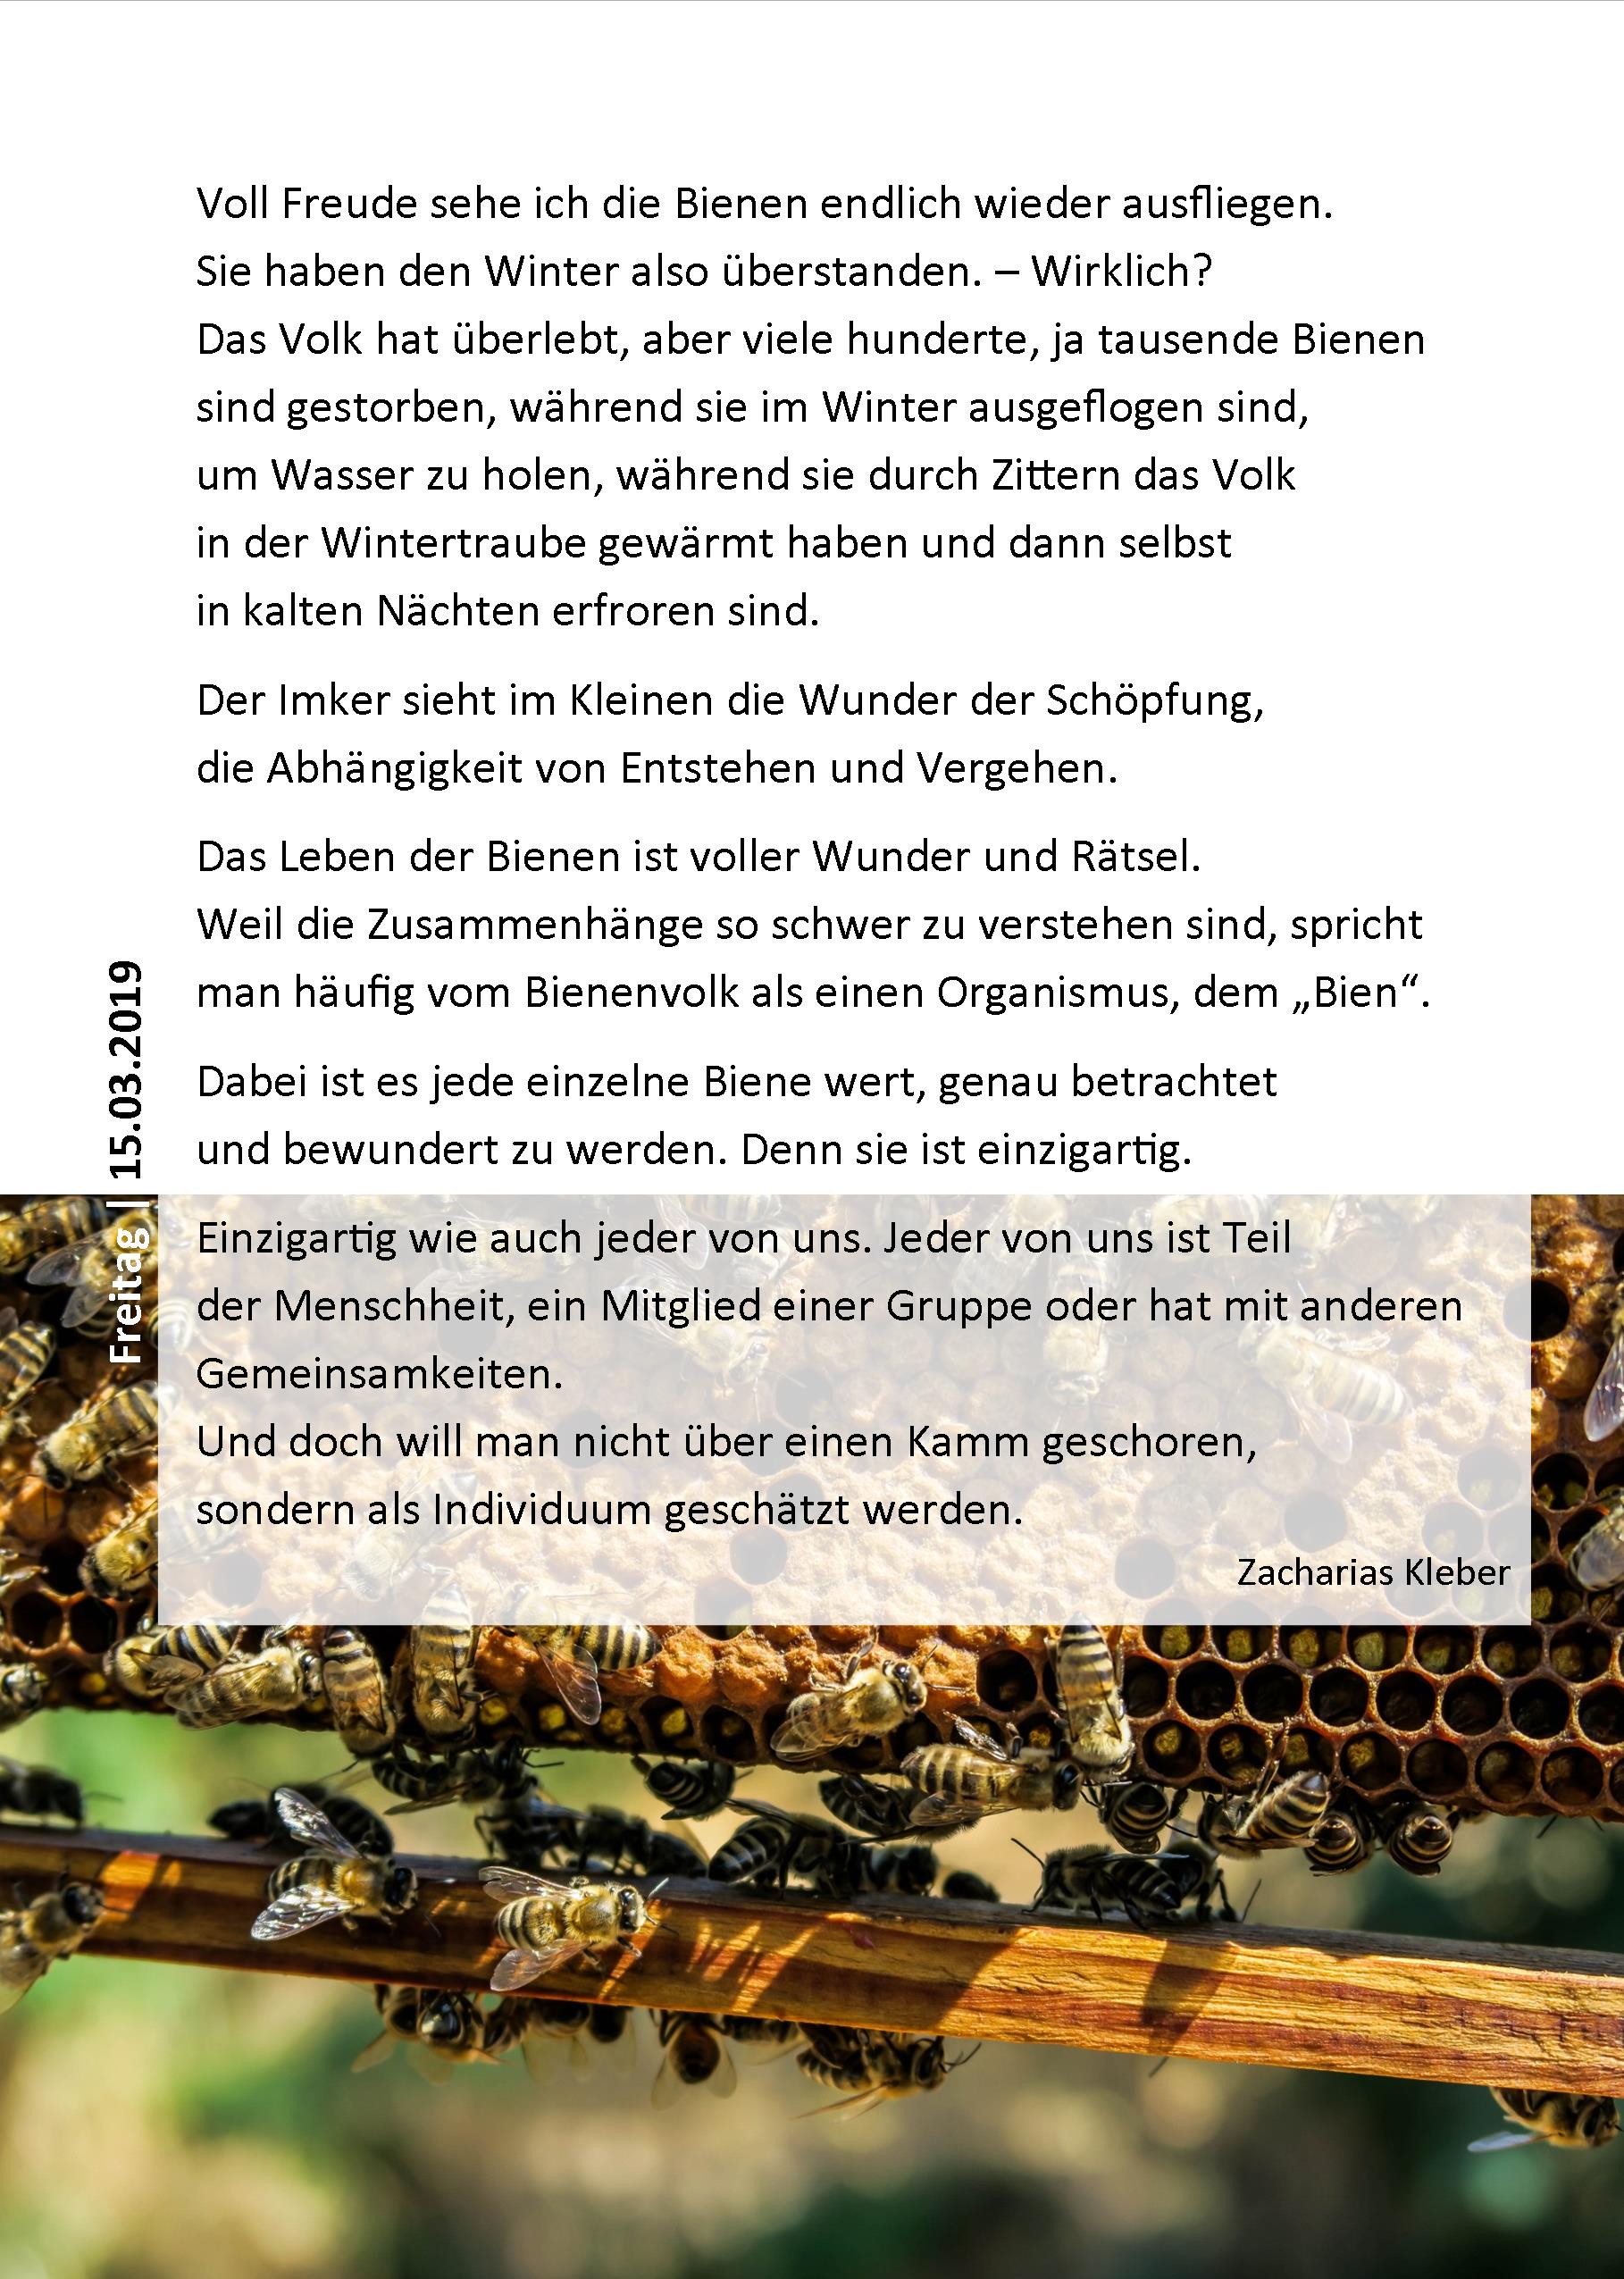 Voll Freude sehe ich die Bienen endlich wieder ausfliegen.
Sie haben den Winter also überstanden. – Wirklich?
Das Volk hat überlebt, aber viele hunderte, ja tausende Bienen
sind gestorben, während sie im Winter ausgeflogen sind,
um Wasser zu holen, während sie durch Zittern das Volk
in der Wintertraube gewärmt haben und dann selbst
in kalten Nächten erfroren sind.
Der Imker sieht im Kleinen die Wunder der Schöpfung,
die Abhängigkeit von Entstehen und Vergehen.
Das Leben der Bienen ist voller Wunder und Rätsel.
Weil die Zusammenhänge so schwer zu verstehen sind, spricht
man häufig vom Bienenvolk als einen Organismus, dem „Bien“.
Dabei ist es jede einzelne Biene wert, genau betrachtet
und bewundert zu werden. Denn sie ist einzigartig.
Einzigartig wie auch jeder von uns. Jeder von uns ist Teil
der Menschheit, ein Mitglied einer Gruppe oder hat mit anderen
Gemeinsamkeiten.
Und doch will man nicht über einen Kamm geschoren,
sondern als Individuum geschätzt werden.
Zacharias Kleber
Freitag | 15.03.2019